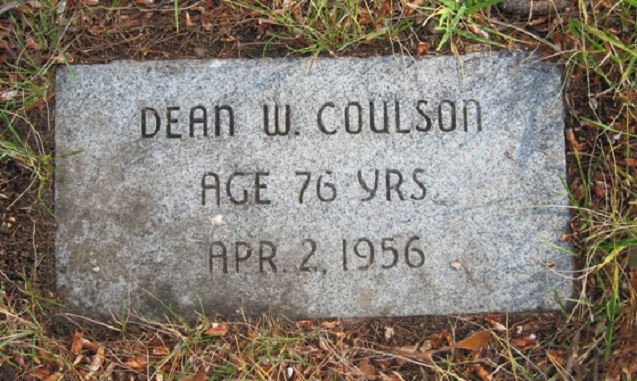 DEAN W. COULSON
AGE 76 YRS.
APR. 2, 1956